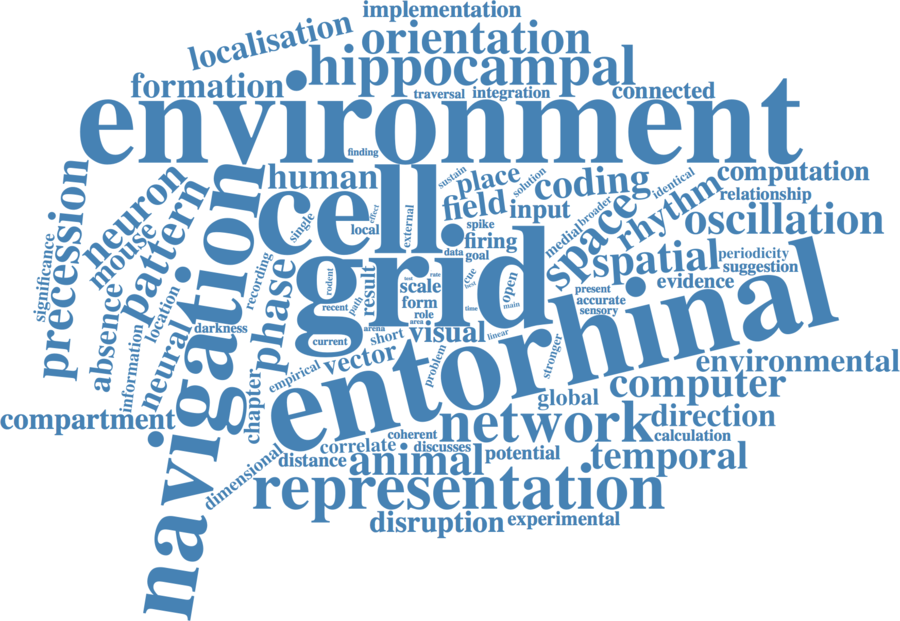 implementation
localisation
orientation
formation
hippocampal
traversal
integration
connected
environment
finding
human
cell
sustain
place
solution
coding
identical
computation
relationship
precession
neuron
mouse
pattern
navigation
single
effect
local
external
field
input
spike
firing
data
goal
medial
broader
space
rhythm
oscillation
spatial
periodicity
suggestion
evidence
significance
absence
location
information
neural
darkness
recording
phase
rodent
recent
path
result
grid
test
rate
scale
form
role
area
cue
best
time
open
main
present
accurate
sensory
current
arena
short
visual
linear
vector
empirical
problem
stronger
entorhinal
environmental
computer
global
compartment
chapter
network
direction
calculation
coherent
correlate
discusses
dimensional
distance
animal
potential
temporal
representation
disruption
experimental